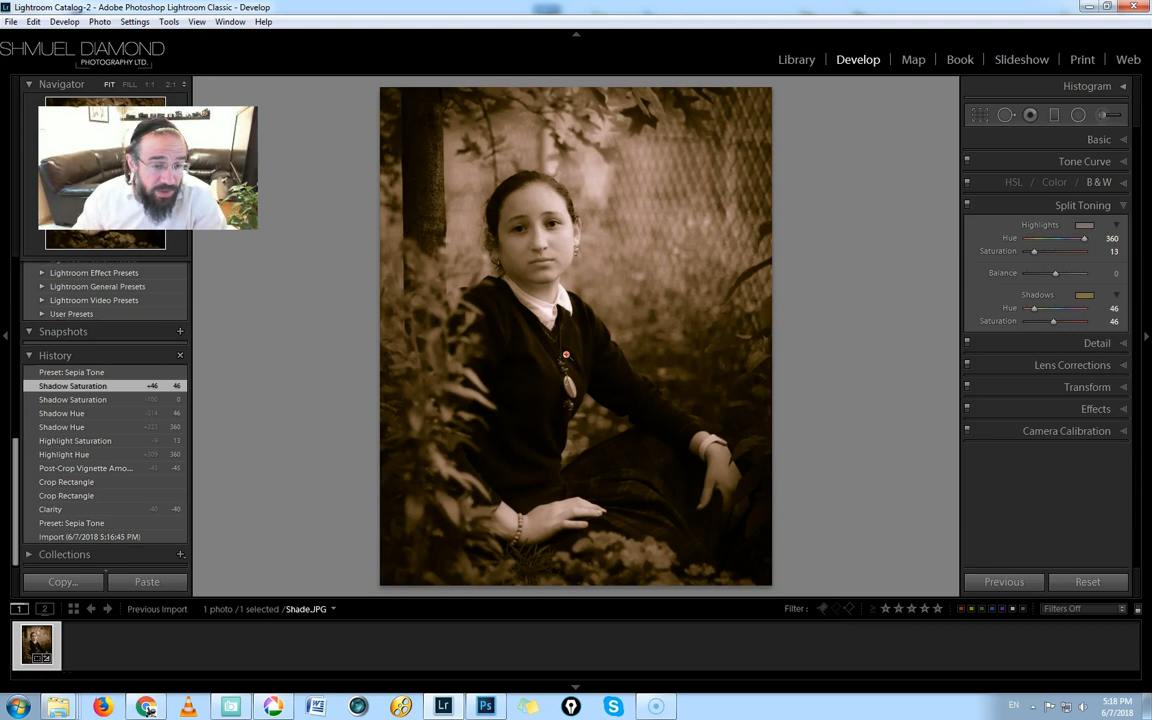 Lightroom Catalog-2 - Adobe Photoshop Lightroom Classic - Develop
File Edit Develop Photo Settings Tools View Window Help
SHMUEL DIAMOND
PHOTOGRAPHY LTD.
Library Develop Map Book Slideshow Print Web
Navigator FIT FILL 1:1 2:1
Lightroom Effect Presets
Lightroom General Presets
Lightroom Video Presets
User Presets
Snapshots
History
Preset: Sepia Tone
Shadow Saturation +46 46
Shadow Saturation -100 0
Shadow Hue -314 46
Shadow Hue 360
Highlight Saturation 13
Highlight Hue +309 360
Post-Crop Vignette Amo... -45 -45
Crop Rectangle
Crop Rectangle
Clarity -40 -40
Preset: Sepia Tone
Import (6/7/2018 5:16:45 PM)
Collections
Copy... Paste
Histogram
Basic
Tone Curve
HSL / Color / B & W
Split Toning
Highlights
Hue 360
Saturation 13
Balance 0
Shadows
Hue 46
Saturation 46
Detail
Lens Corrections
Transform
Effects
Camera Calibration
Previous Reset
1 2 Previous Import 1 photo / 1 selected / Shade.JPG Filter : Filters Off
EN 5:18 PM
6/7/2018